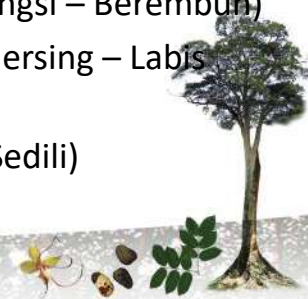 ngsi – Berembun)
ersing – Labis
Sedili)